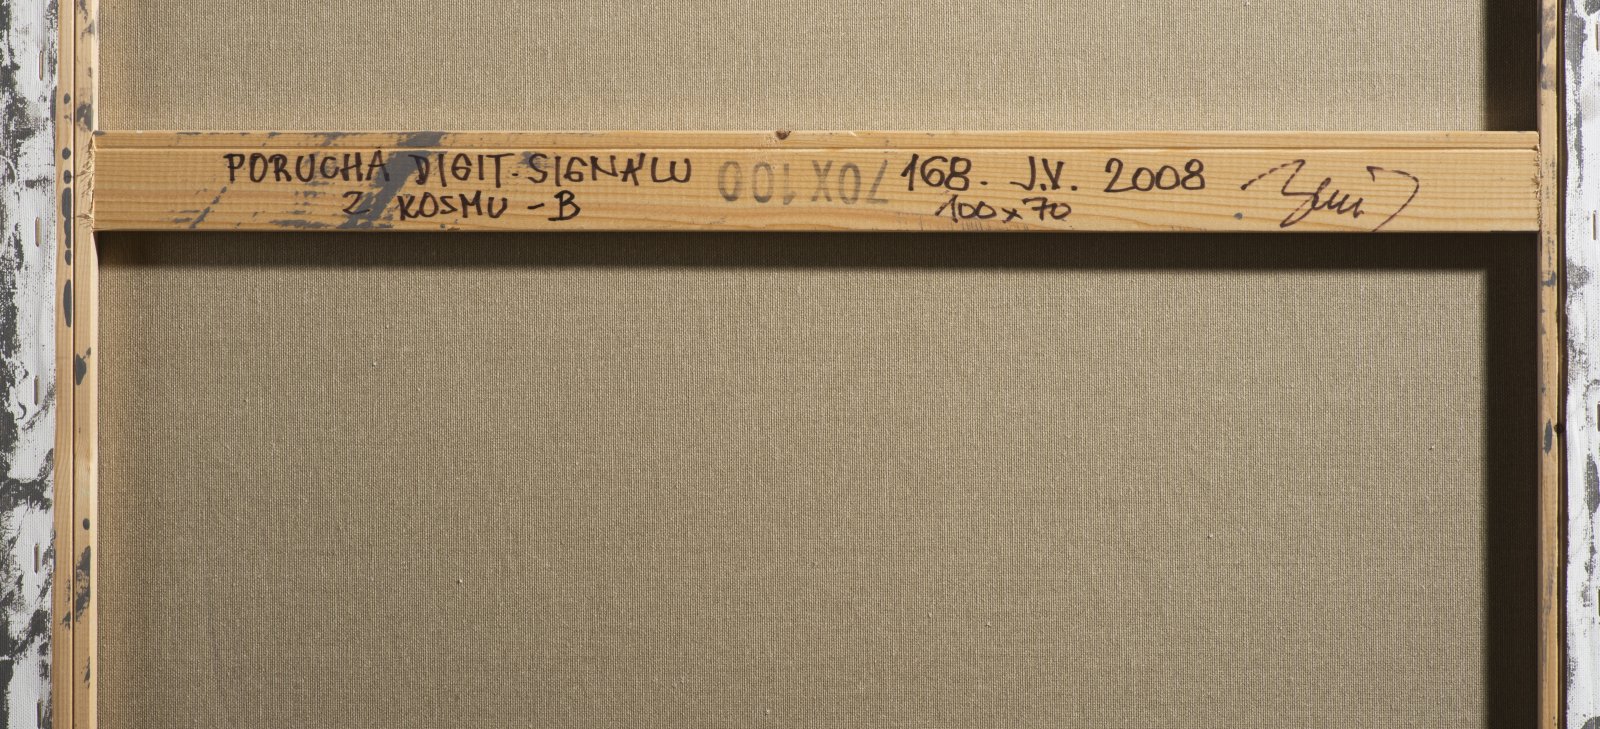 PORUCHA DIGIT. SIGNÁLU
Z KOSMU - B
70X100
168. J.V. 2008
100x70